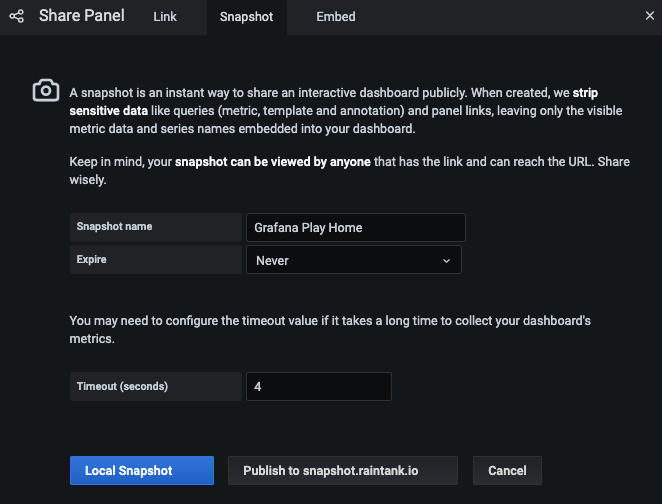 Share Panel Link Snapshot Embed
A snapshot is an instant way to share an interactive dashboard publicly. When created, we strip
sensitive data like queries (metric, template and annotation) and panel links, leaving only the visible
metric data and series names embedded into your dashboard.
Keep in mind, your snapshot can be viewed by anyone that has the link and can reach the URL. Share
wisely.
Snapshot name Grafana Play Home
Expire Never
You may need to configure the timeout value if it takes a long time to collect your dashboard's
metrics.
Timeout (seconds) 4
Local Snapshot Publish to snapshot.raintank.io Cancel